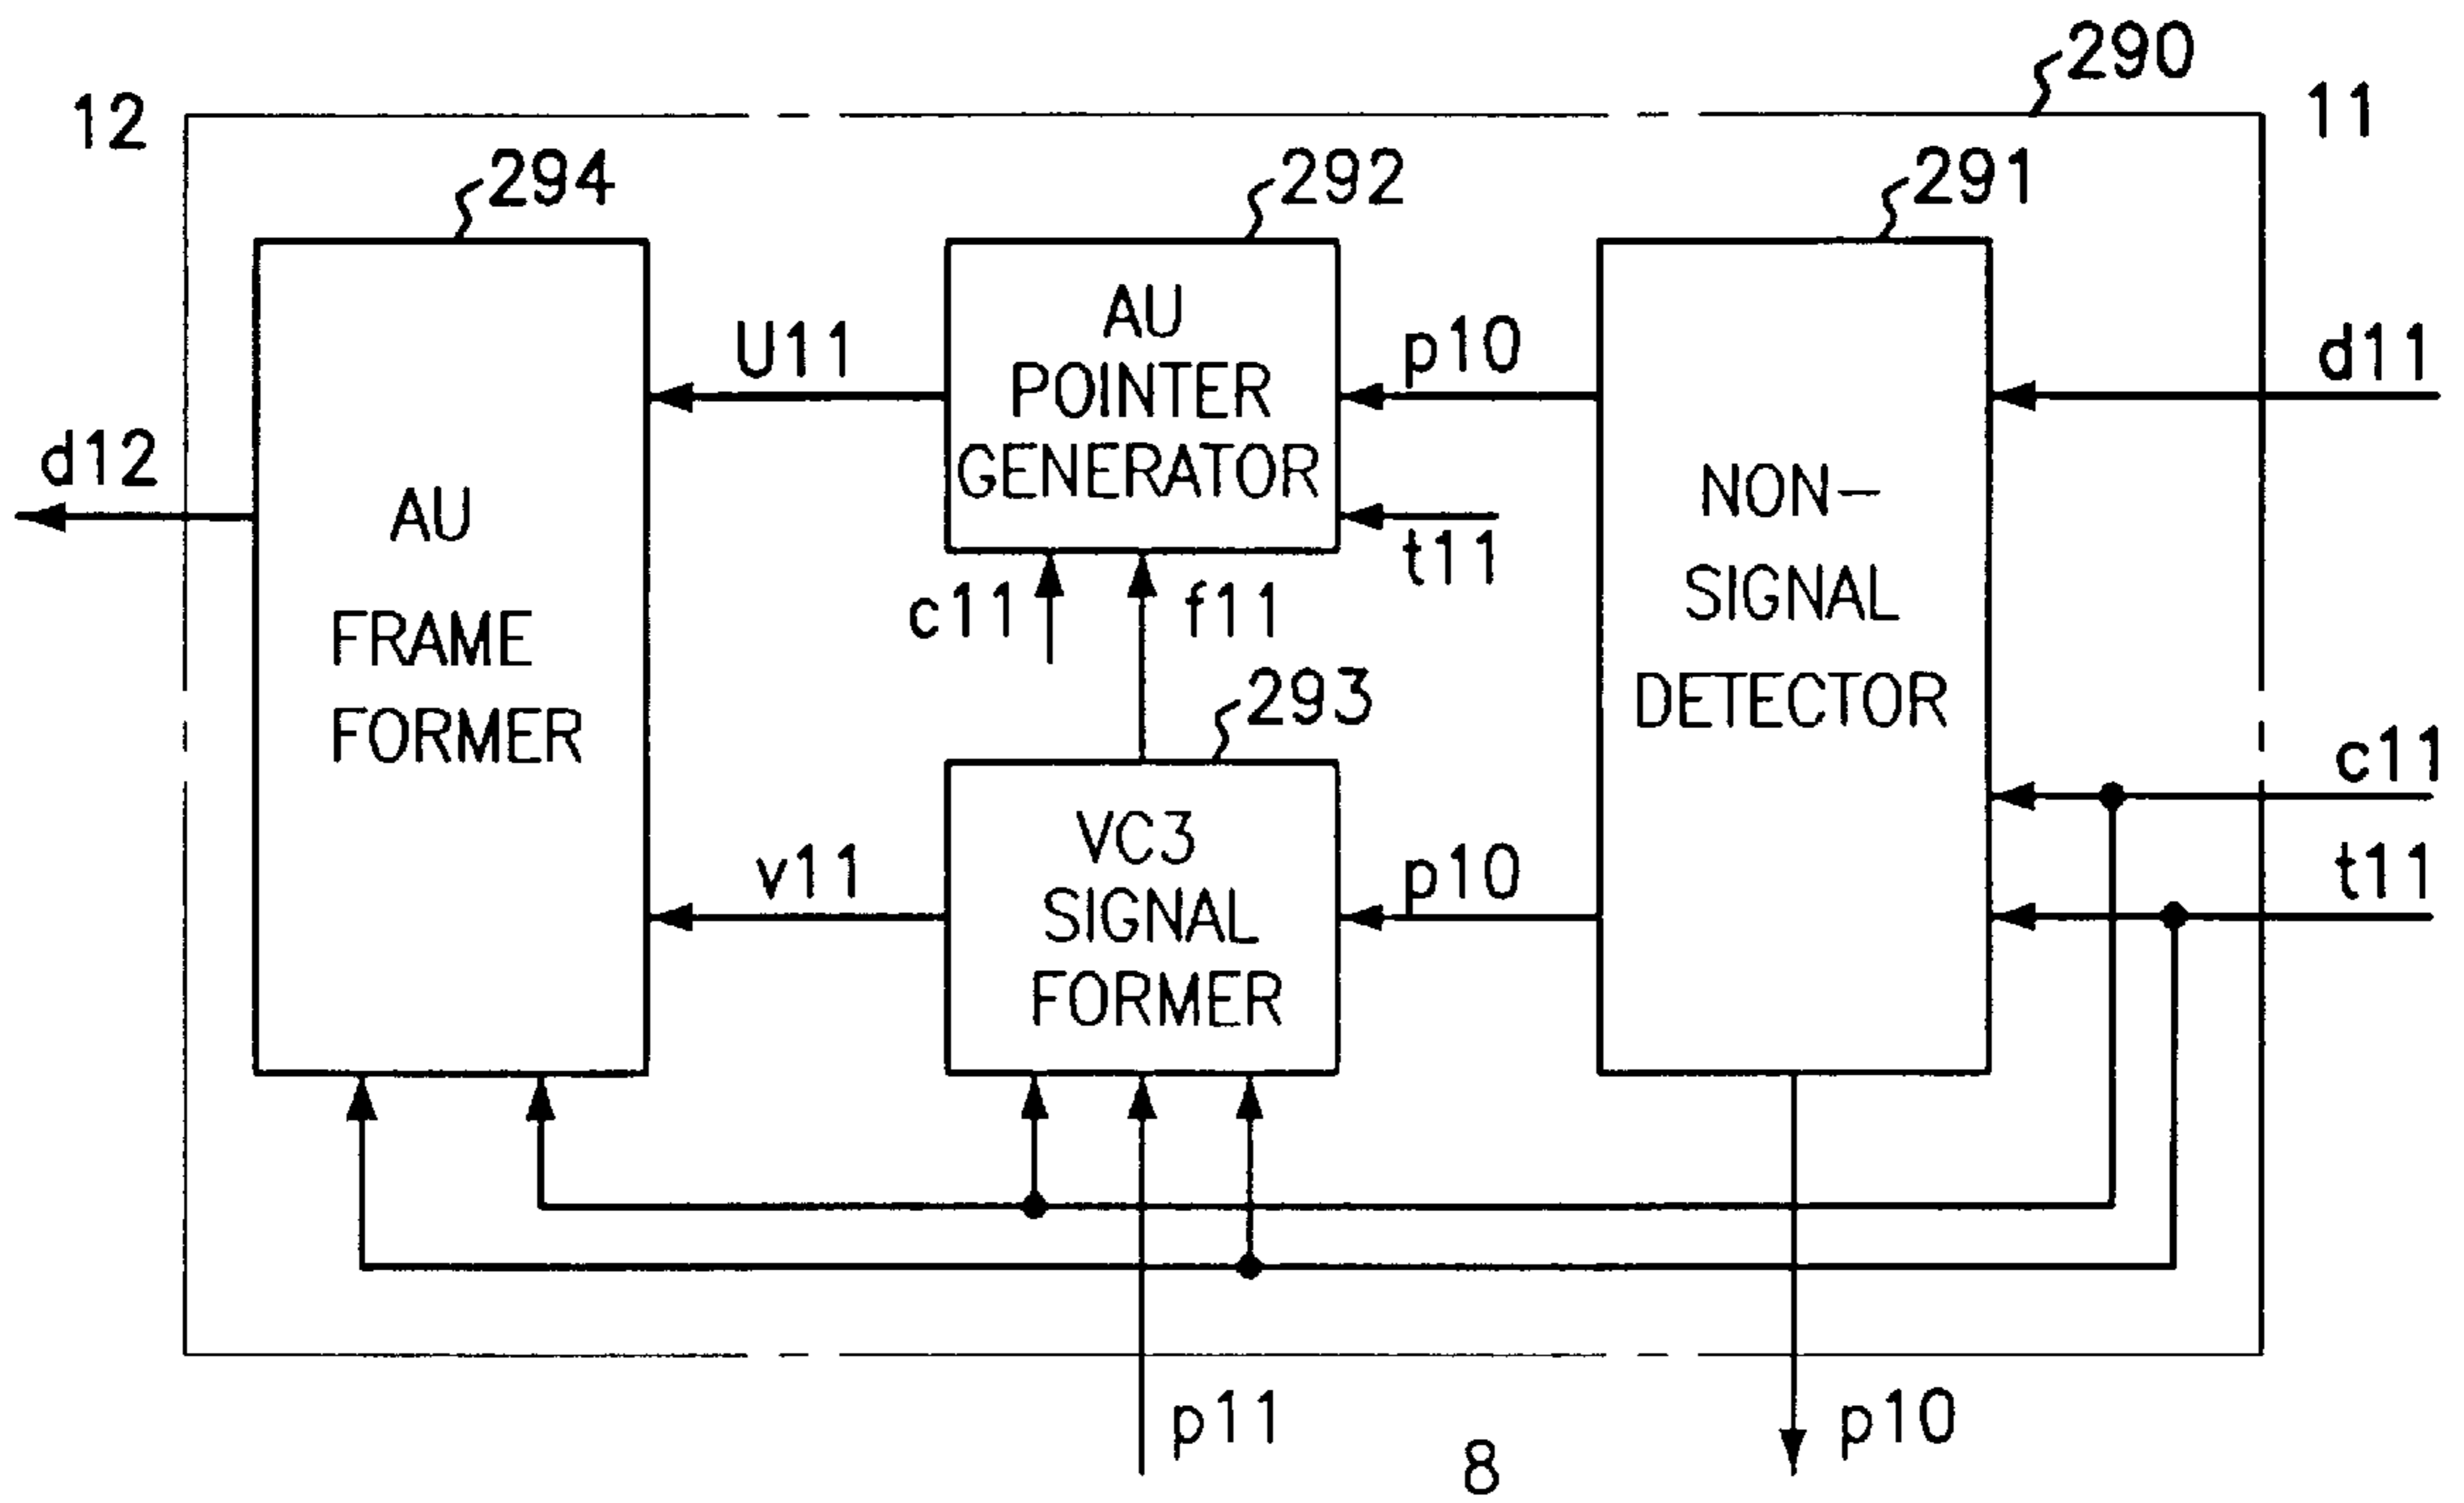 290
12
11
294
292
291
AU
POINTER
GENERATOR
U11
p10
d11
d12
t11
AU
FRAME
FORMER
NON-
SIGNAL
DETECTOR
c11
f11
293
c11
VC3
SIGNAL
FORMER
v11
p10
t11
p11
p10
8